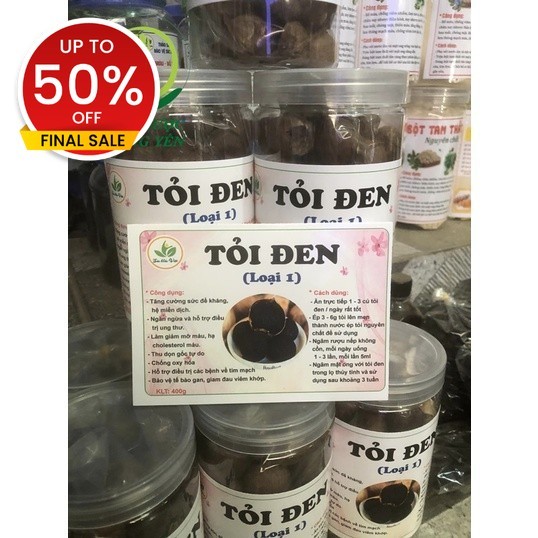 UP TO
50%
OFF
FINAL SALE
BỘT TAM THẤT
Nguyên chất
TỎI ĐEN
(Loại 1)
TỎI ĐEN
(Loại 1)
TỎI ĐEN
(Loại 1)
* Công dụng:
- Tăng cường sức đề kháng,
hệ miễn dịch.
- Ngăn ngừa và hỗ trợ điều
trị ung thư.
- Làm giảm mỡ máu, hạ
cholesterol máu.
- Thu dọn gốc tự do
- Chống oxy hóa
- Hỗ trợ điều trị các bệnh về tim mạch
- Bảo vệ tế bào gan, giảm đau viêm khớp.
KLT: 400g
* Cách dùng:
- Ăn trực tiếp 1 - 3 củ tỏi
đen / ngày rất tốt
- Ép 3 - 6g tỏi lên men
thành nước ép tỏi nguyên
chất để sử dụng
- Ngâm rượu nếp không
cồn, mỗi ngày uống
1 - 3 lần, mỗi lần 5ml
- Ngâm mật ong với tỏi đen
trong lọ thủy tinh và sử
dụng sau khoảng 3 tuần
TỎI ĐEN
(Loại 1)
TỎI ĐEN
(Loại 1)